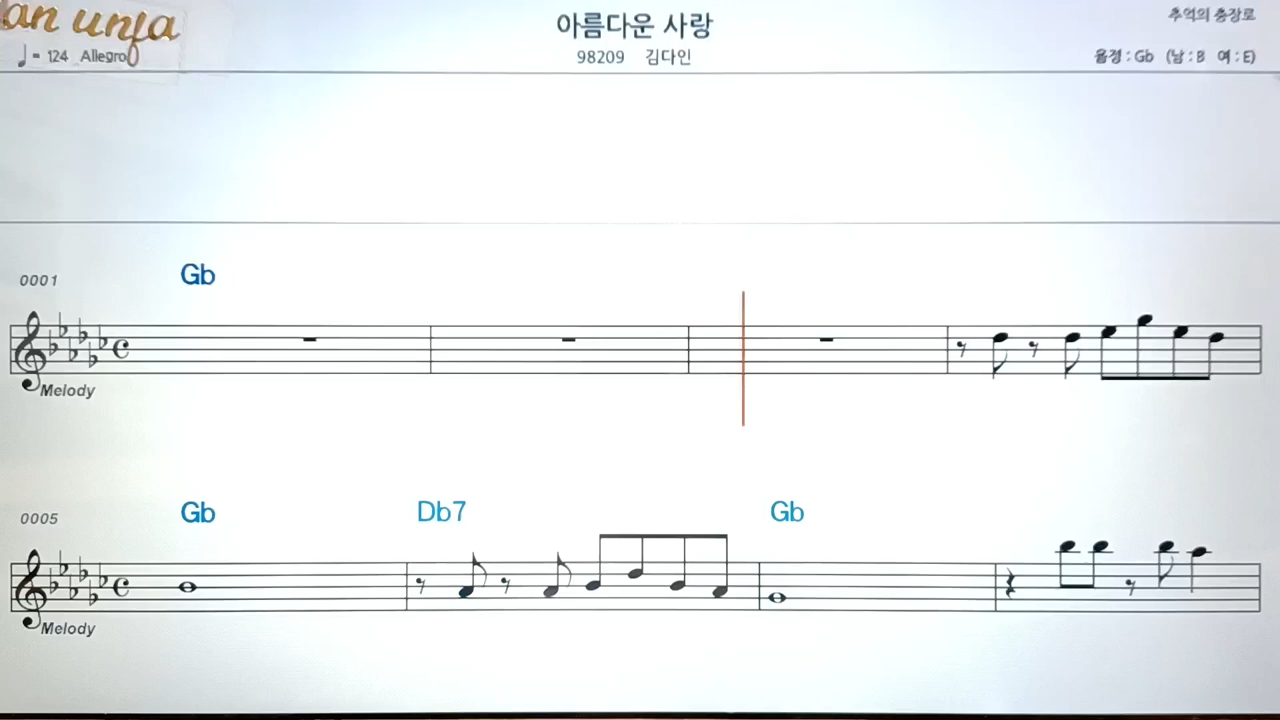 an unja
아름다운 사랑
추억의 충장로
♩= 124 Allegro
98209 김다인
음정 : Gb (남 : B 여 : E)
Gb
0001
Melody
Gb Db7 Gb
0005
Melody